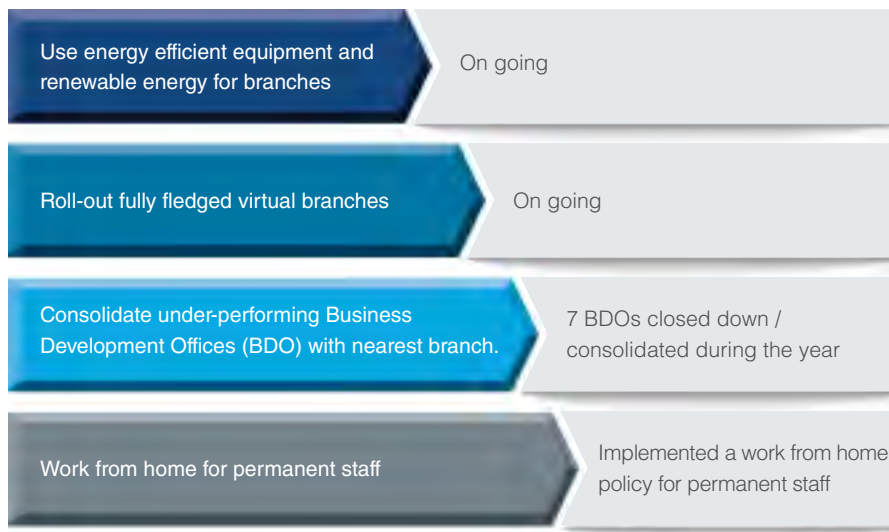 Use energy efficient equipment and
renewable energy for branches
On going
Roll-out fully fledged virtual branches
On going
Consolidate under-performing Business
Development Offices (BDO) with nearest branch.
7 BDOs closed down /
consolidated during the year
Work from home for permanent staff
Implemented a work from home
policy for permanent staff